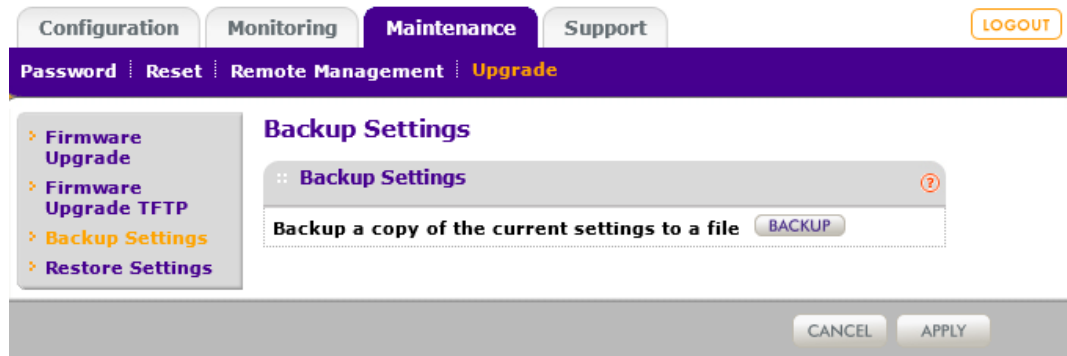 Configuration Monitoring Maintenance Support LOGOUT
Password Reset Remote Management Upgrade
Firmware
Upgrade
Firmware
Upgrade TFTP
Backup Settings
Restore Settings
Backup Settings
Backup Settings ?
Backup a copy of the current settings to a file BACKUP
CANCEL APPLY